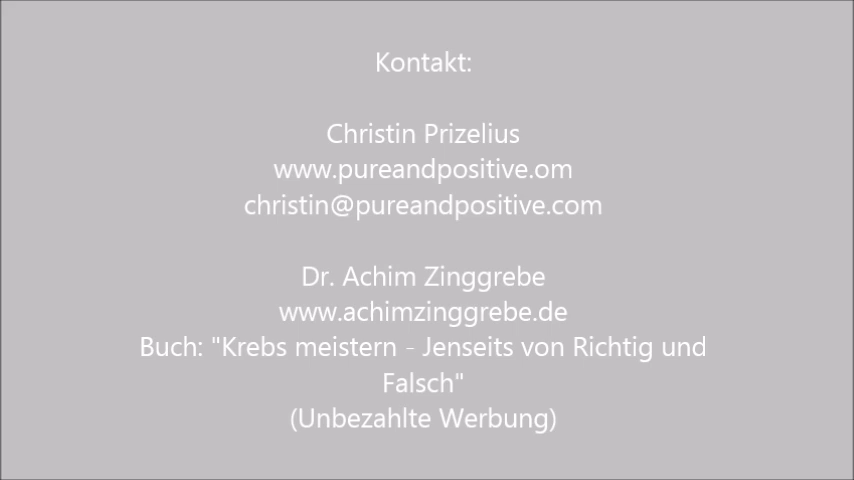 Kontakt:
Christin Prizelius
www.pureandpositive.om
christin@pureandpositive.com
Dr. Achim Zinggrebe
www.achimzinggrebe.de
Buch: "Krebs meistern - Jenseits von Richtig und
Falsch"
(Unbezahlte Werbung)